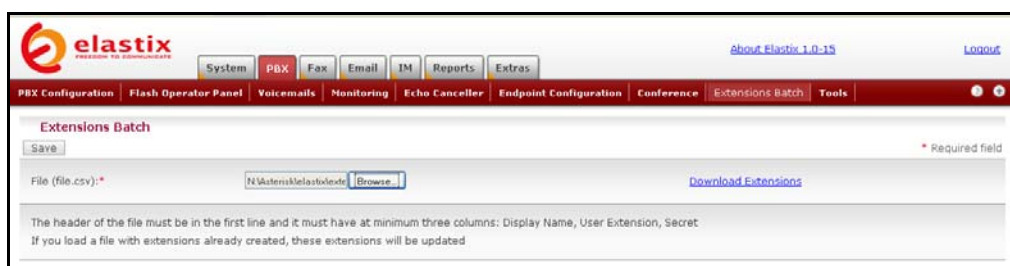 elastix
FREEDOM TO COMMUNICATE
About Elastix 1.0-15
Logout
System PBX Fax Email IM Reports Extras
PBX Configuration Flash Operator Panel Voicemails Monitoring Echo Canceller Endpoint Configuration Conference Extensions Batch Tools
Extensions Batch
Save
* Required field
File (file.csv):* N:\Asterisk\elastix\exte Browse... Download Extensions
The header of the file must be in the first line and it must have at minimum three columns: Display Name, User Extension, Secret
If you load a file with extensions already created, these extensions will be updated